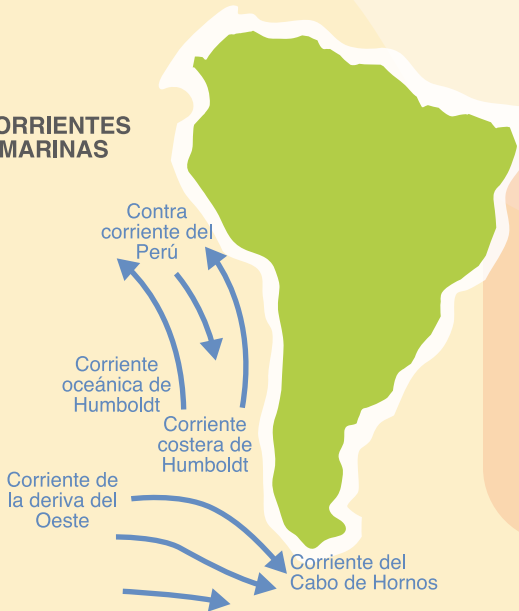 ORRIENTES
MARINAS
Contra
corriente del
Perú
Corriente
oceánica de
Humboldt
Corriente
costera de
Humboldt
Corriente de
la deriva del
Oeste
Corriente del
Cabo de Hornos